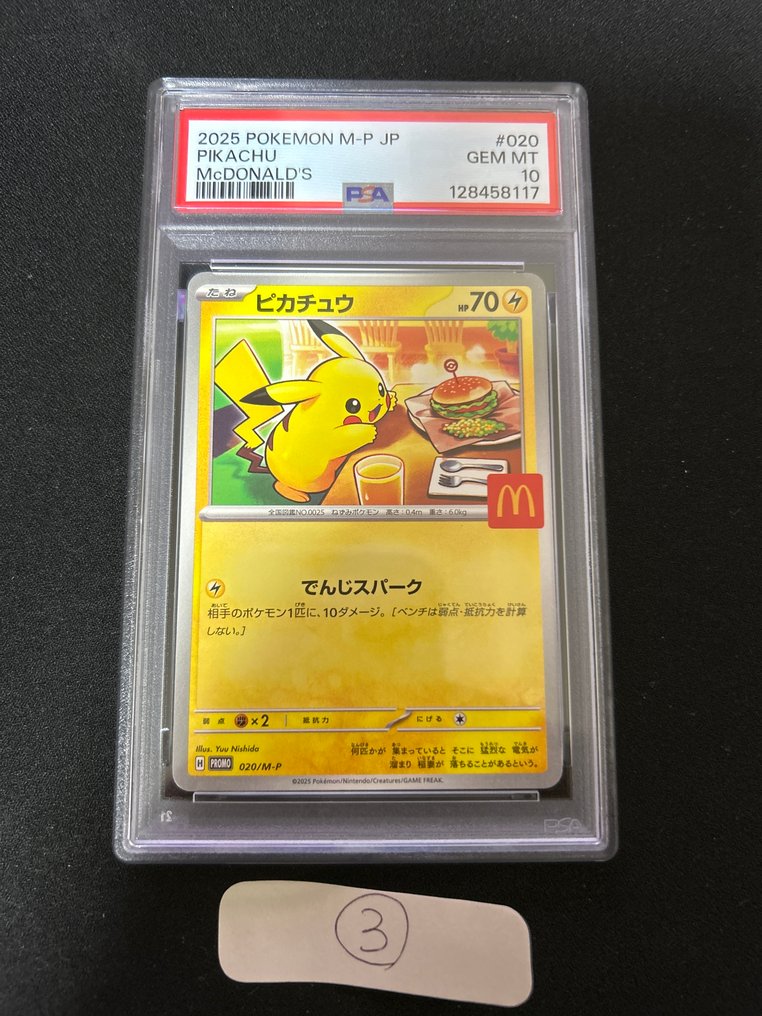 2025 POKEMON M-P JP #020
PIKACHU GEM MT
McDONALD'S 10
PSA 128458117
たね ピカチュウ HP70
M
全国図鑑NO.0025 ねずみポケモン 高さ:0.4m 重さ:6.0kg
でんじスパーク
相手のポケモン1匹に、10ダメージ。[ベンチは弱点・抵抗力を計算
しない。]
弱点 ×2 抵抗力 にげる
Illus. Yuu Nishida
何匹かが 集まっていると そこに 猛烈な 電気が
溜まり 稲妻が 落ちることがあるという。
H PROMO 020/M-P
©2025 Pokémon/Nintendo/Creatures/GAME FREAK.
PSA
3